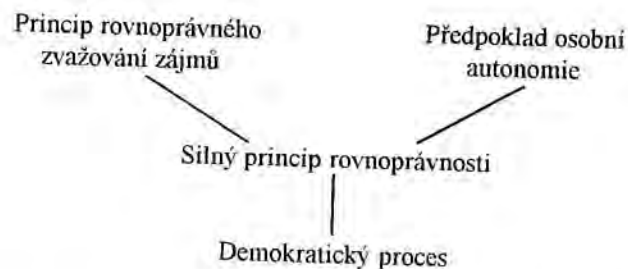 Princip rovnoprávného
zvažování zájmů
Předpoklad osobní
autonomie
Silný princip rovnoprávnosti
Demokratický proces